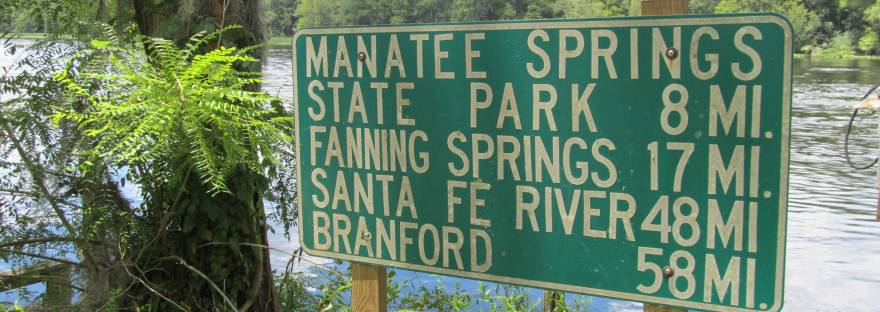 MANATEE SPRINGS
STATE PARK 8 MI.
FANNING SPRINGS 17 MI.
SANTA FE RIVER 48 MI
BRANFORD 58 MI.